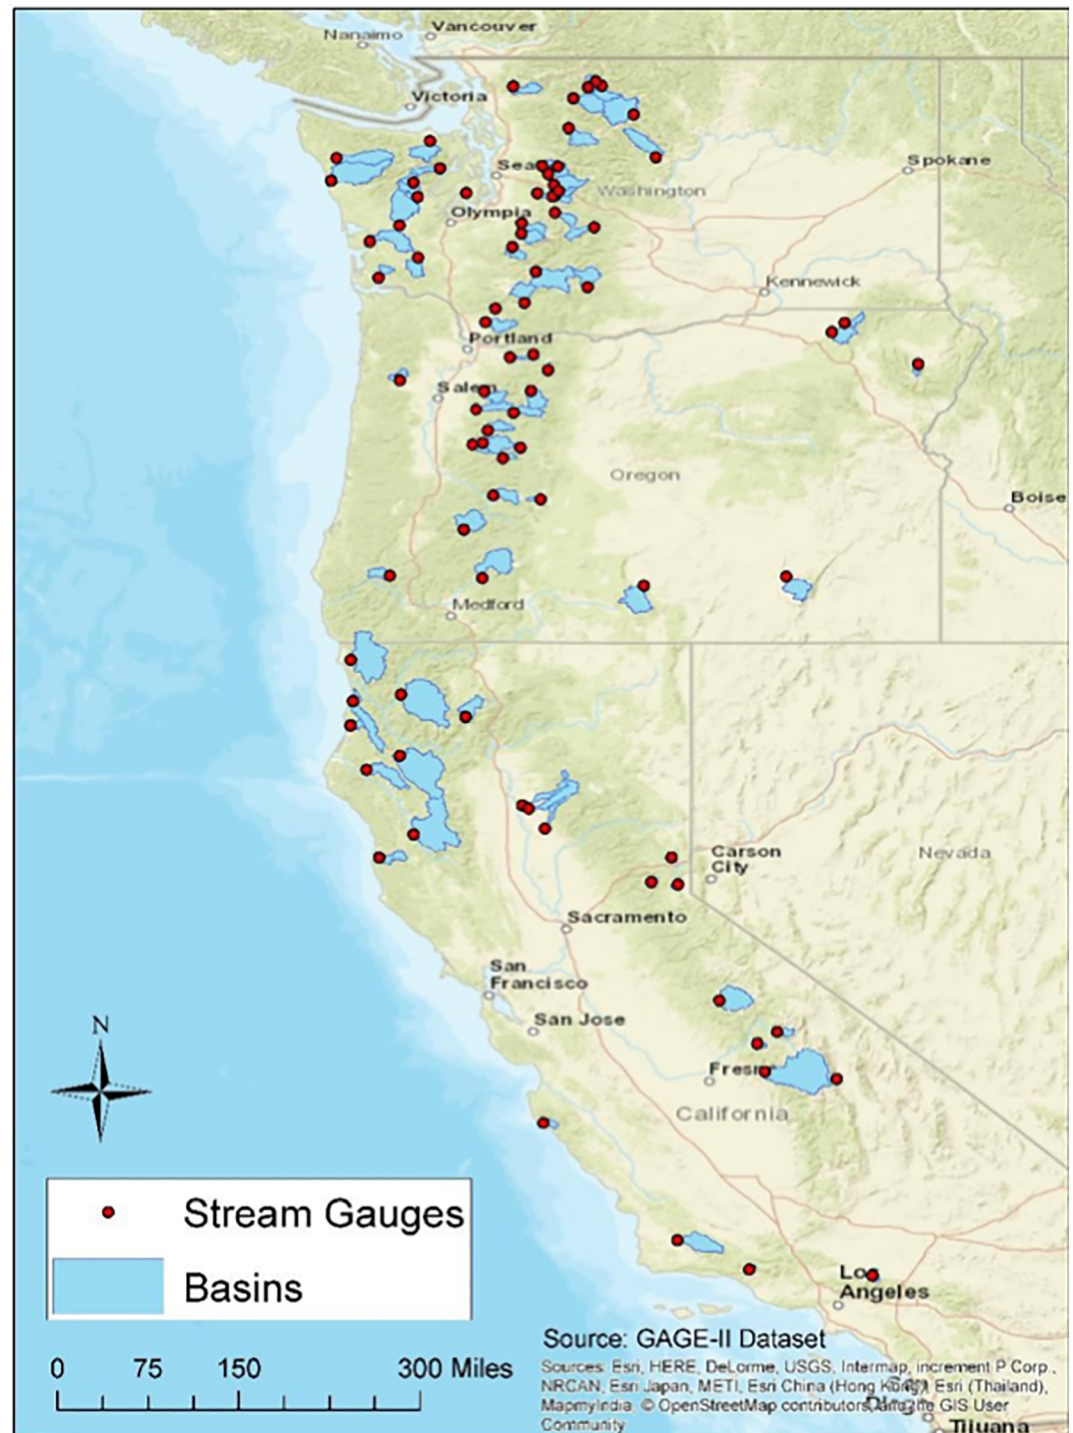 Vancouver
Nanaimo
Victoria
Spokane
Washington
Olympia
Kennewick
Portland
Salem
Oregon
Boise
Medford
Carson
City
Nevada
Sacramento
San
Francisco
San Jose
California
N
Los
Angeles
Stream Gauges
Basins
Source: GAGE-II Dataset
0 75 150 300 Miles
Sources: Esri, HERE, DeLorme, USGS, Intermap, increment P Corp.,
NRCAN, Esri Japan, METI, Esri China (Hong Kong), Esri (Thailand),
MapmyIndia, © OpenStreetMap contributors, and the GIS User
Community
Tijuana